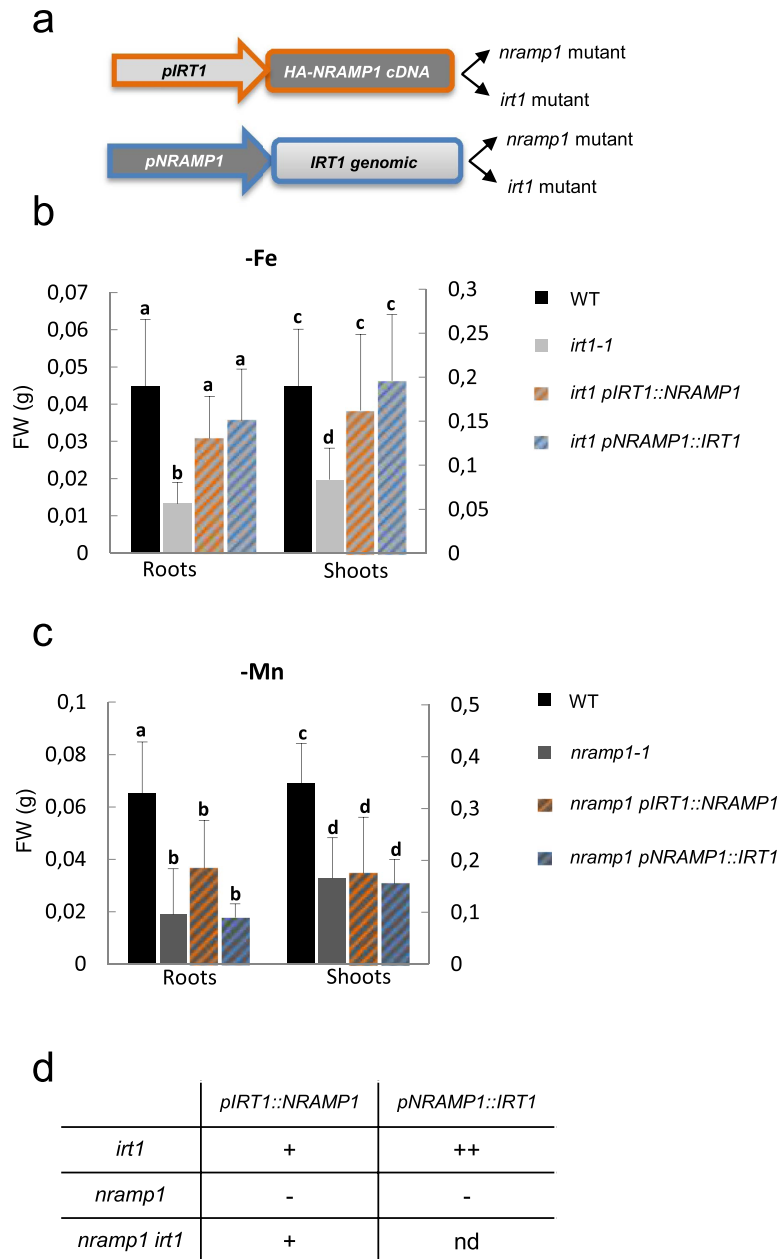 a
pIRT1 HA-NRAMP1 cDNA
nramp1 mutant
irt1 mutant
pNRAMP1 IRT1 genomic
nramp1 mutant
irt1 mutant
b
-Fe
FW (g)
0,07
0,06
0,05
0,04
0,03
0,02
0,01
0
a
b
a
a
c
d
c
c
0,3
0,25
0,2
0,15
0,1
0,05
0
Roots Shoots
WT
irt1-1
irt1 pIRT1::NRAMP1
irt1 pNRAMP1::IRT1
c
-Mn
FW (g)
0,1
0,08
0,06
0,04
0,02
0
a
b
b
b
c
d
d
d
0,5
0,4
0,3
0,2
0,1
0
Roots Shoots
WT
nramp1-1
nramp1 pIRT1::NRAMP1
nramp1 pNRAMP1::IRT1
d
pIRT1::NRAMP1 pNRAMP1::IRT1
irt1 + ++
nramp1 - -
nramp1 irt1 + nd